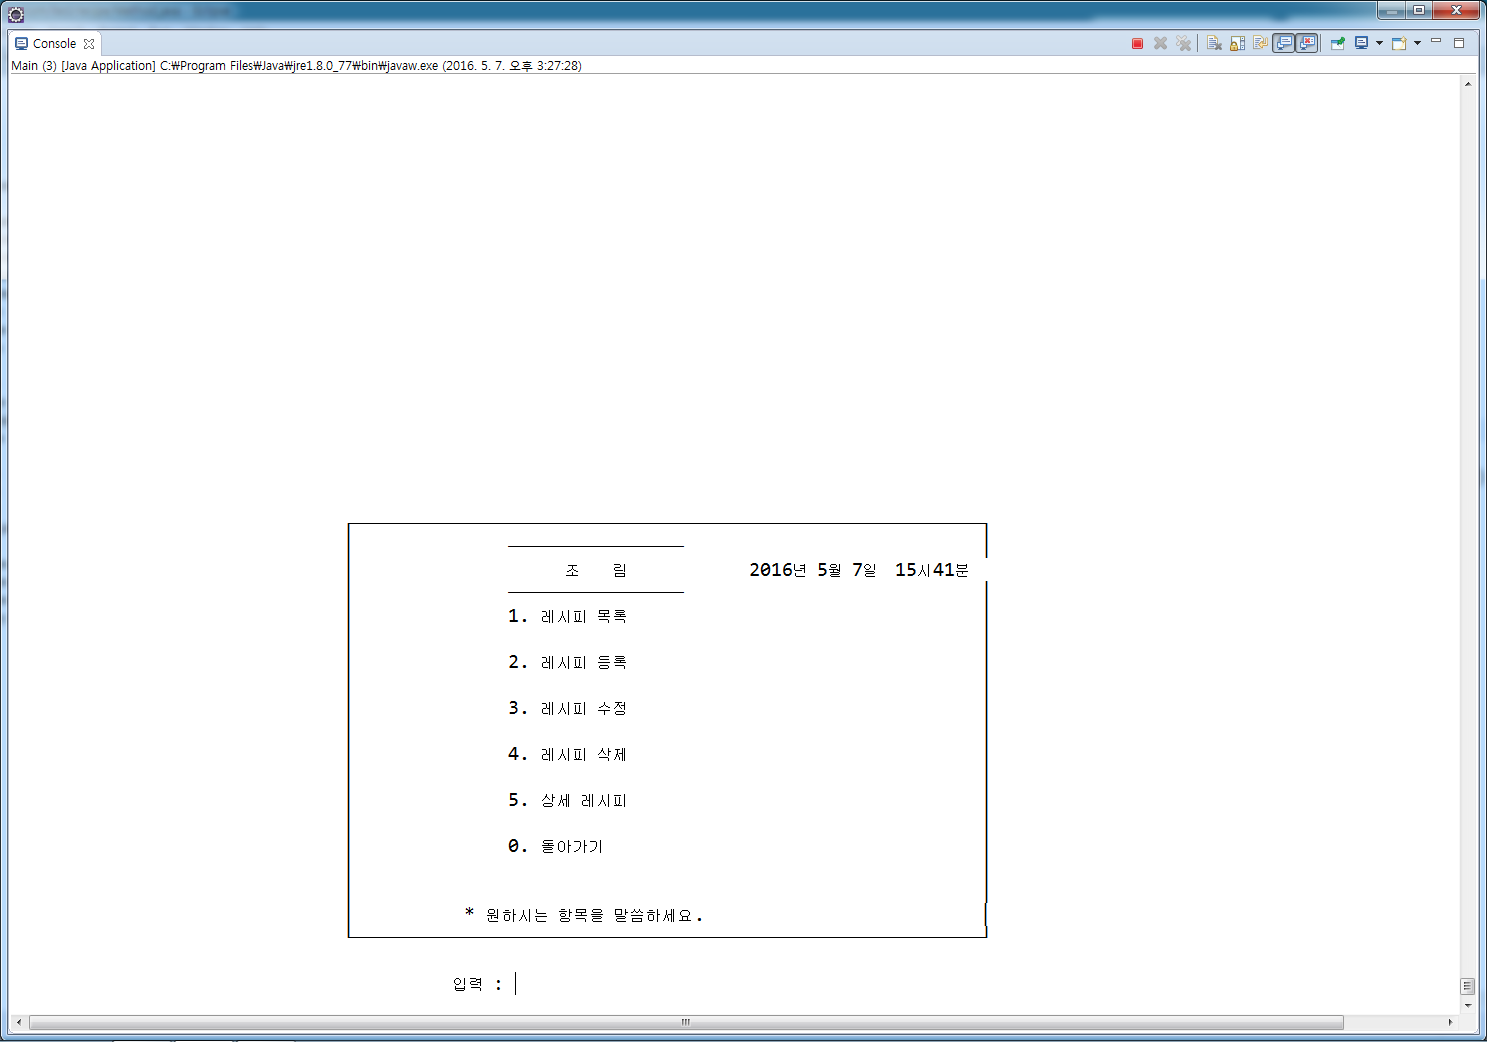 Console
Main (3) [Java Application] C:₩Program Files₩Java₩jre1.8.0_77₩bin₩javaw.exe (2016. 5. 7. 오후 3:27:28)
조 림 2016년 5월 7일 15시41분
1. 레시피 목록
2. 레시피 등록
3. 레시피 수정
4. 레시피 삭제
5. 상세 레시피
0. 돌아가기
* 원하시는 항목을 말씀하세요.
입력 :